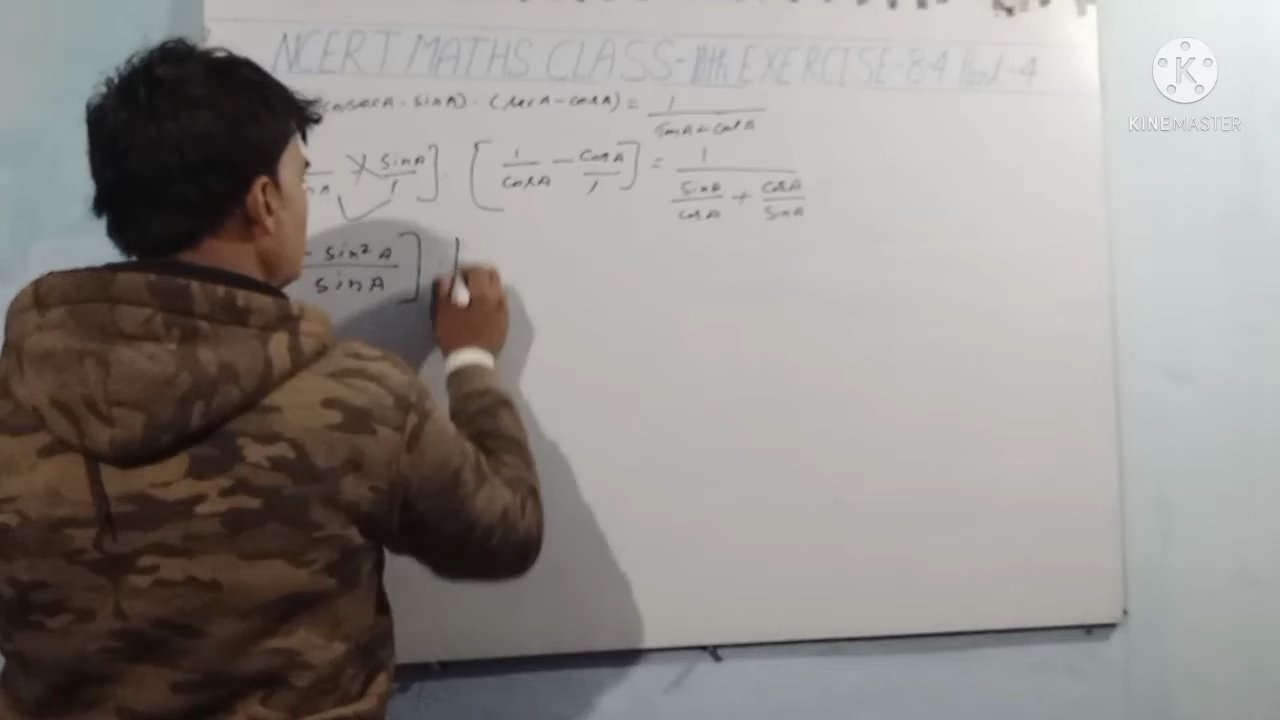 NCERT MATHS CLASS-10th EXERCISE-8.4 Part-4
(cosecA - sinA) · (secA - cosA) = 1 / (tanA + cotA)
sinA/1 ] · [ 1/cosA - cosA/1 ] = 1 / (sinA/cosA + cosA/sinA)
- sin²A / sinA ]
K
KINEMASTER